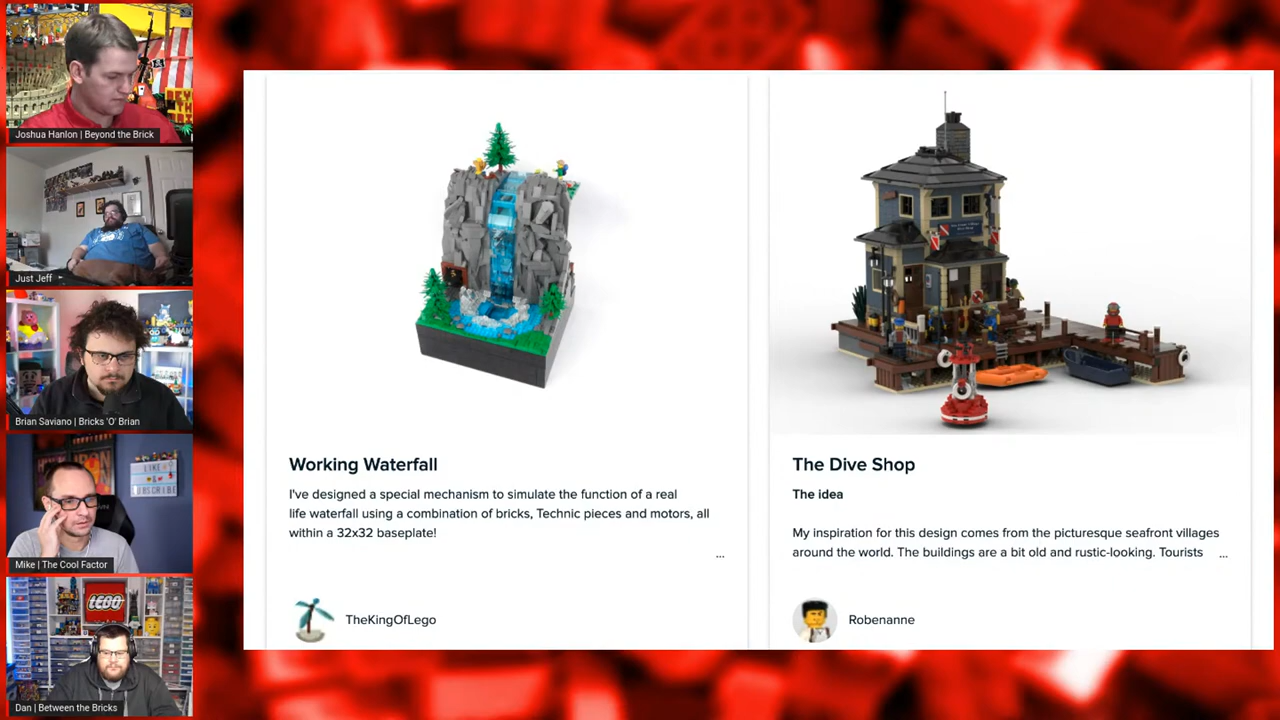 Joshua Hanlon | Beyond the Brick
Just Jeff
Brian Saviano | Bricks 'O' Brian
LIKE
&
SUBSCRIBE
Mike | The Cool Factor
LEGO
Dan | Between the Bricks
Working Waterfall
I've designed a special mechanism to simulate the function of a real
life waterfall using a combination of bricks, Technic pieces and motors, all
within a 32x32 baseplate!
...
TheKingOfLego
The Dive Shop
The idea
My inspiration for this design comes from the picturesque seafront villages
around the world. The buildings are a bit old and rustic-looking. Tourists ...
Robenanne